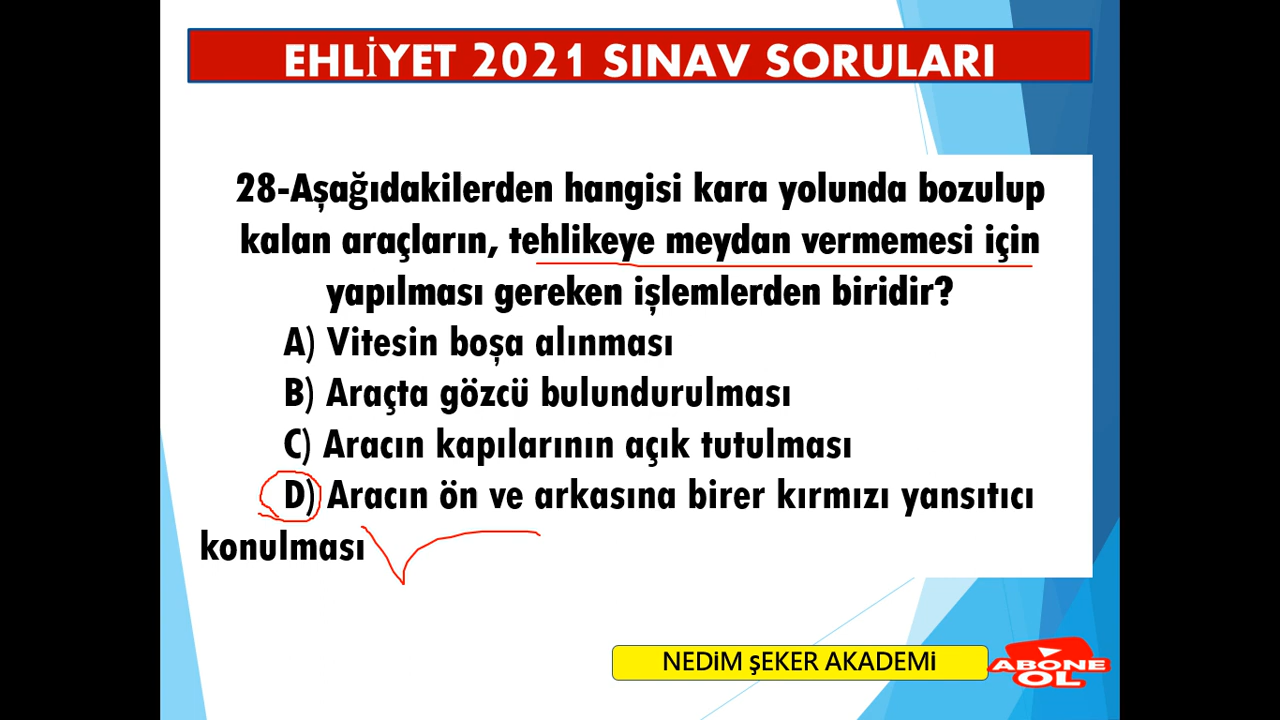 EHLİYET 2021 SINAV SORULARI
28-Aşağıdakilerden hangisi kara yolunda bozulup
kalan araçların, tehlikeye meydan vermemesi için
yapılması gereken işlemlerden biridir?
A) Vitesin boşa alınması
B) Araçta gözcü bulundurulması
C) Aracın kapılarının açık tutulması
D) Aracın ön ve arkasına birer kırmızı yansıtıcı
konulması
NEDiM şEKER AKADEMi
ABONE
OL